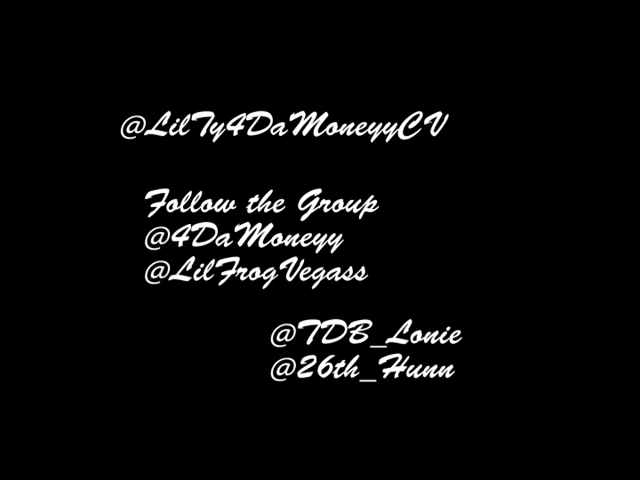 @LilTy4DaMoneyyCV
Follow the Group
@4DaMoneyy
@LilFrogVegass
@TDB_Lonie
@26th_Hunn